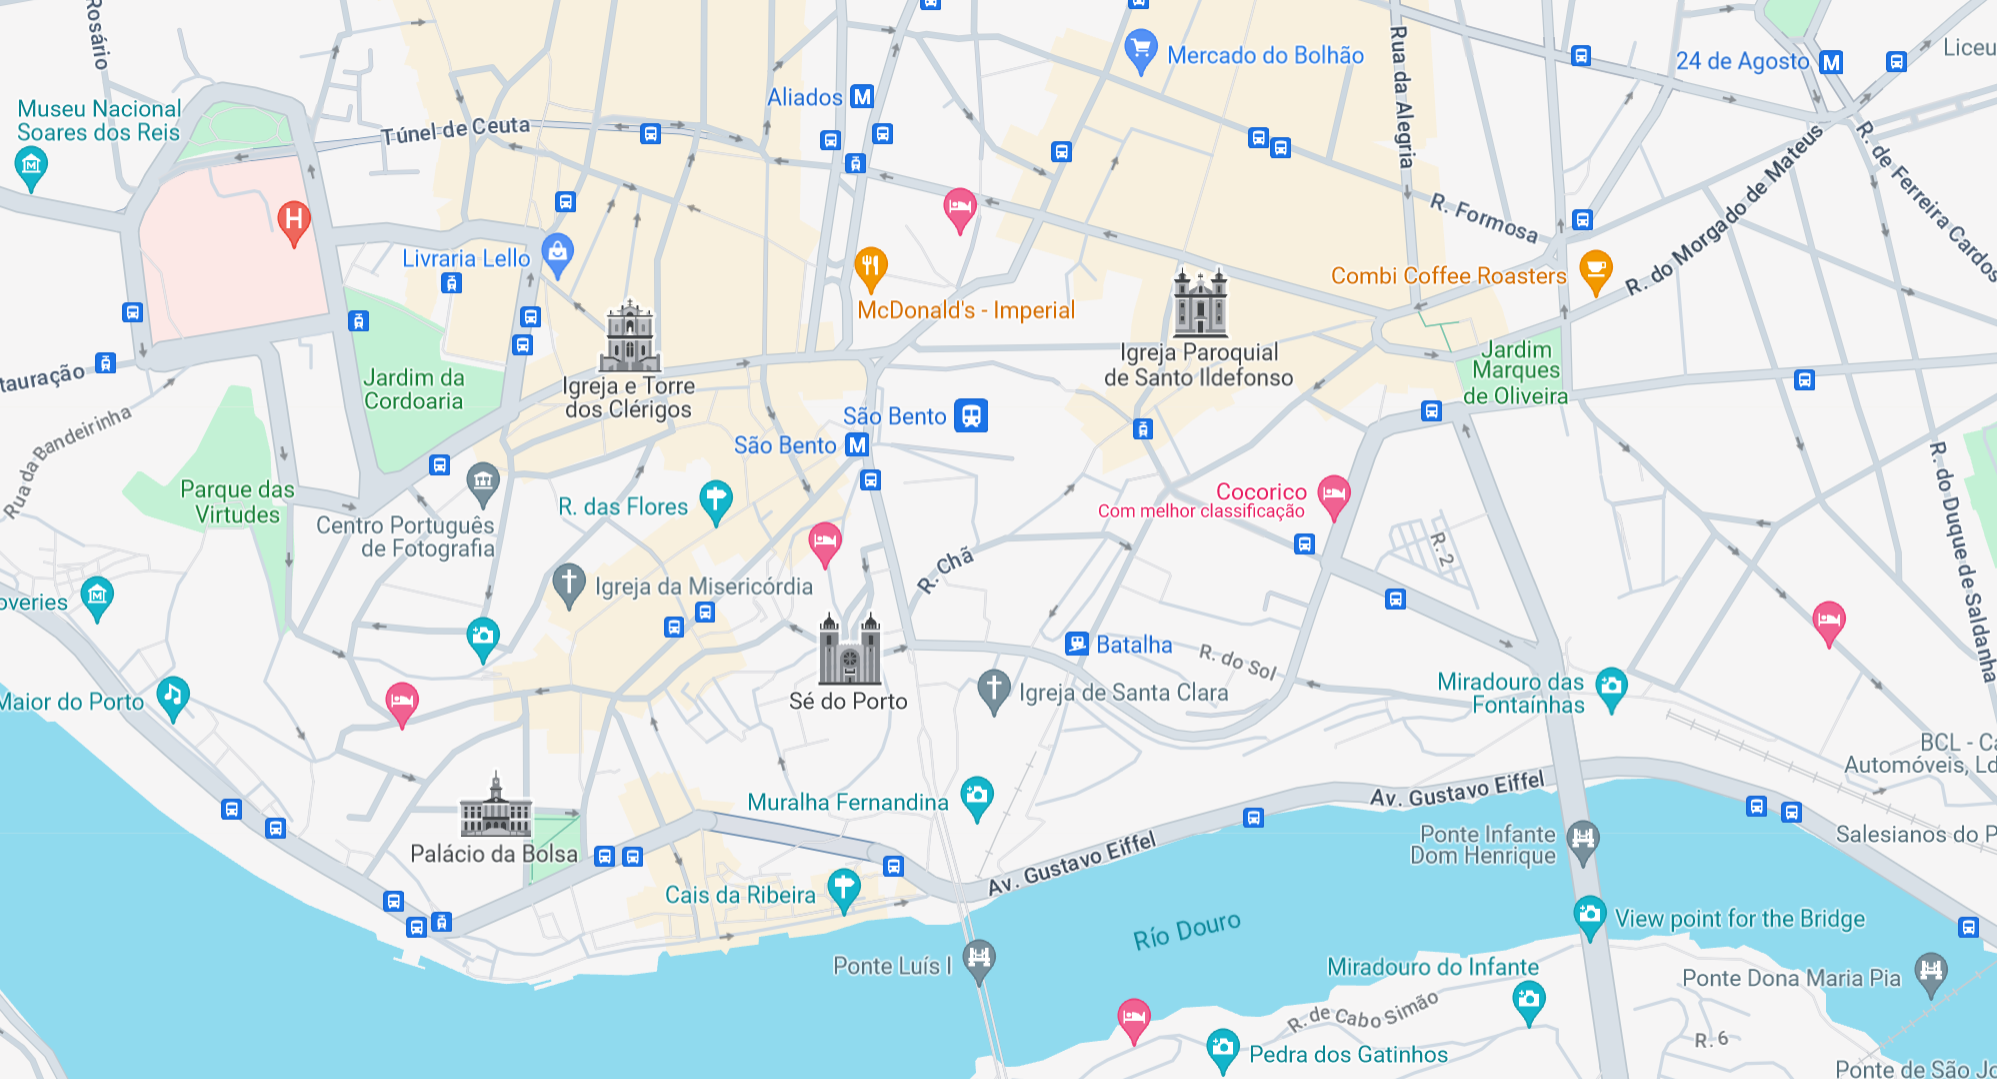 Rosário
Museu Nacional
Soares dos Reis
Túnel de Ceuta
Aliados
M
Mercado do Bolhão
Rua da Alegria
24 de Agosto
M
Liceu
H
Livraria Lello
McDonald's - Imperial
R. Formosa
Combi Coffee Roasters
R. do Morgado de Mateus
R. de Ferreira Cardos
tauração
Rua da Bandeirinha
Jardim da
Cordoaria
Igreja e Torre
dos Clérigos
Igreja Paroquial
de Santo Ildefonso
Jardim
Marques
de Oliveira
São Bento
São Bento
M
Parque das
Virtudes
Centro Português
de Fotografia
R. das Flores
Cocorico
Com melhor classificação
R. 2
R. do Duque de Saldanha
overies
Igreja da Misericórdia
R. Chã
Batalha
R. do Sol
Maior do Porto
Sé do Porto
Igreja de Santa Clara
Miradouro das
Fontaínhas
BCL - Ca
Automóveis, Ld
Palácio da Bolsa
Muralha Fernandina
Av. Gustavo Eiffel
Av. Gustavo Eiffel
Ponte Infante
Dom Henrique
Salesianos do P
Cais da Ribeira
Río Douro
View point for the Bridge
Ponte Luís I
Miradouro do Infante
Ponte Dona Maria Pia
R. de Cabo Simão
Pedra dos Gatinhos
R. 6
Ponte de São Jo